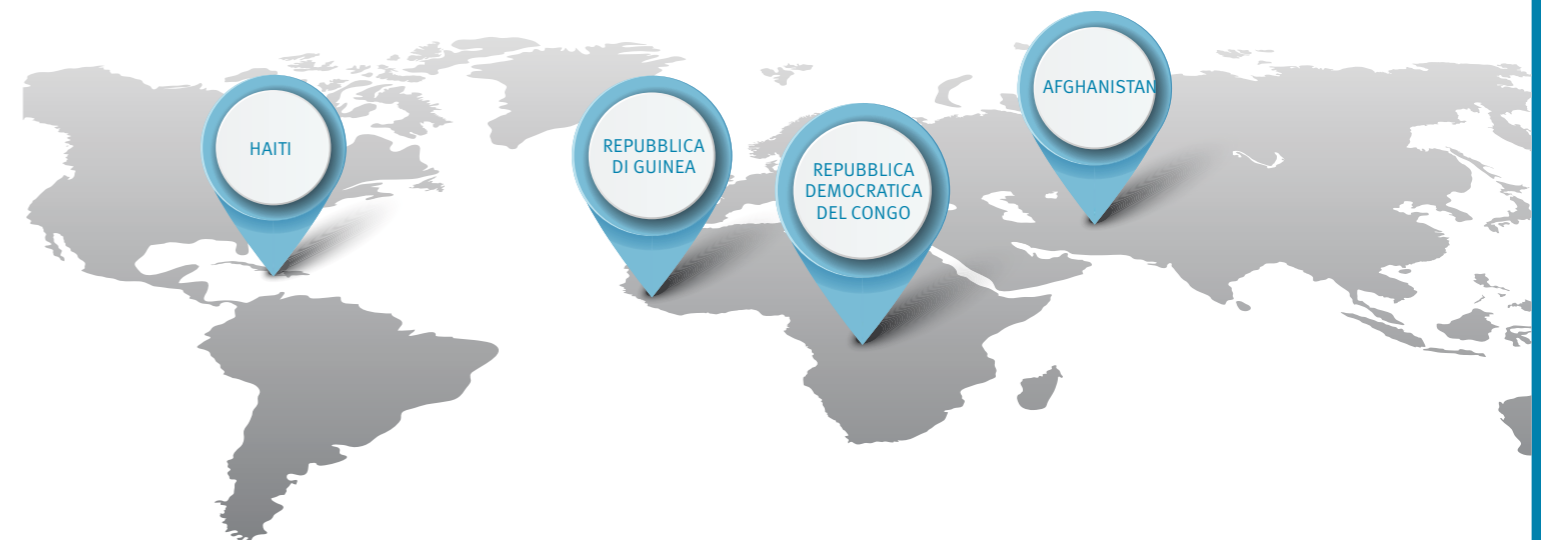 HAITI
REPUBBLICA
DI GUINEA
REPUBBLICA
DEMOCRATICA
DEL CONGO
AFGHANISTAN